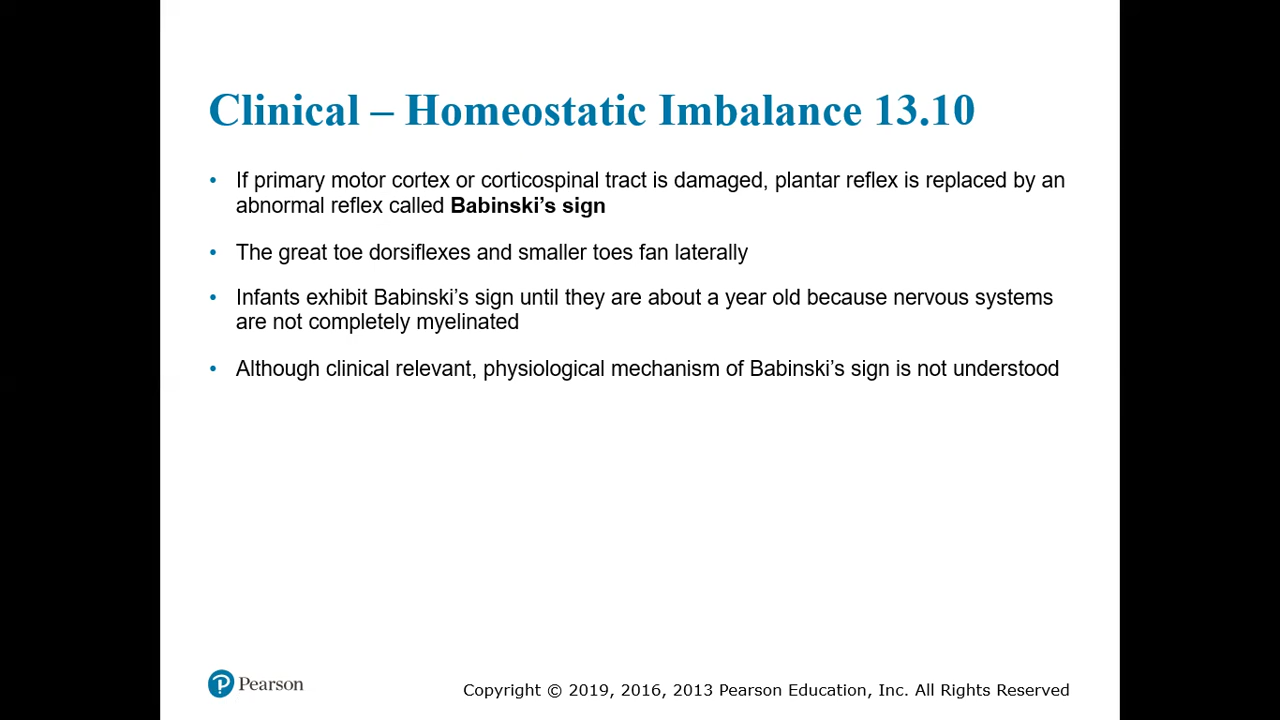 Clinical – Homeostatic Imbalance 13.10
• If primary motor cortex or corticospinal tract is damaged, plantar reflex is replaced by an
abnormal reflex called Babinski’s sign
• The great toe dorsiflexes and smaller toes fan laterally
• Infants exhibit Babinski’s sign until they are about a year old because nervous systems
are not completely myelinated
• Although clinical relevant, physiological mechanism of Babinski’s sign is not understood
P Pearson
Copyright © 2019, 2016, 2013 Pearson Education, Inc. All Rights Reserved